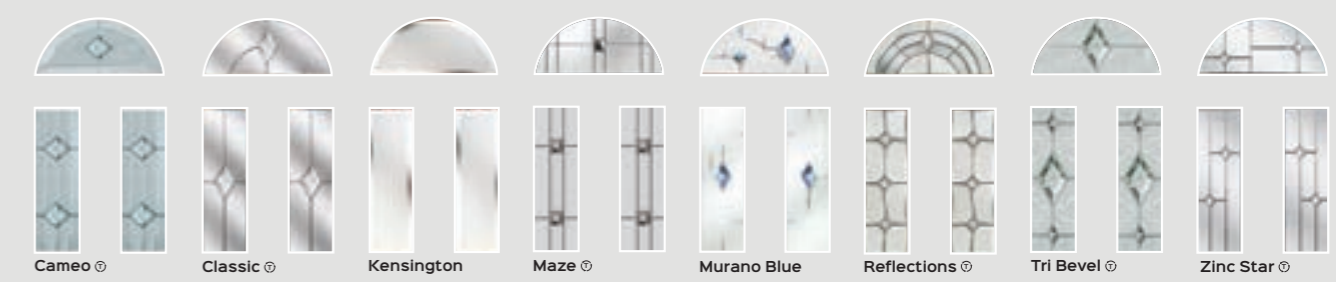 Cameo Ⓣ
Classic Ⓣ
Kensington
Maze Ⓣ
Murano Blue
Reflections Ⓣ
Tri Bevel Ⓣ
Zinc Star Ⓣ